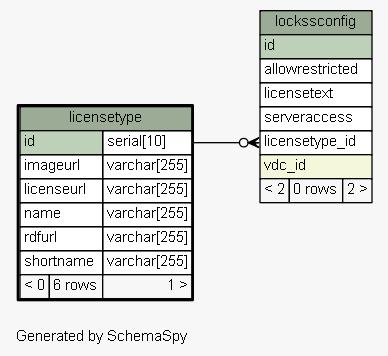 lockssconfig
id
allowrestricted
licensetext
serveraccess
licensetype_id
vdc_id
< 2 0 rows 2 >
licensetype
id serial[10]
imageurl varchar[255]
licenseurl varchar[255]
name varchar[255]
rdfurl varchar[255]
shortname varchar[255]
< 0 6 rows 1 >
Generated by SchemaSpy